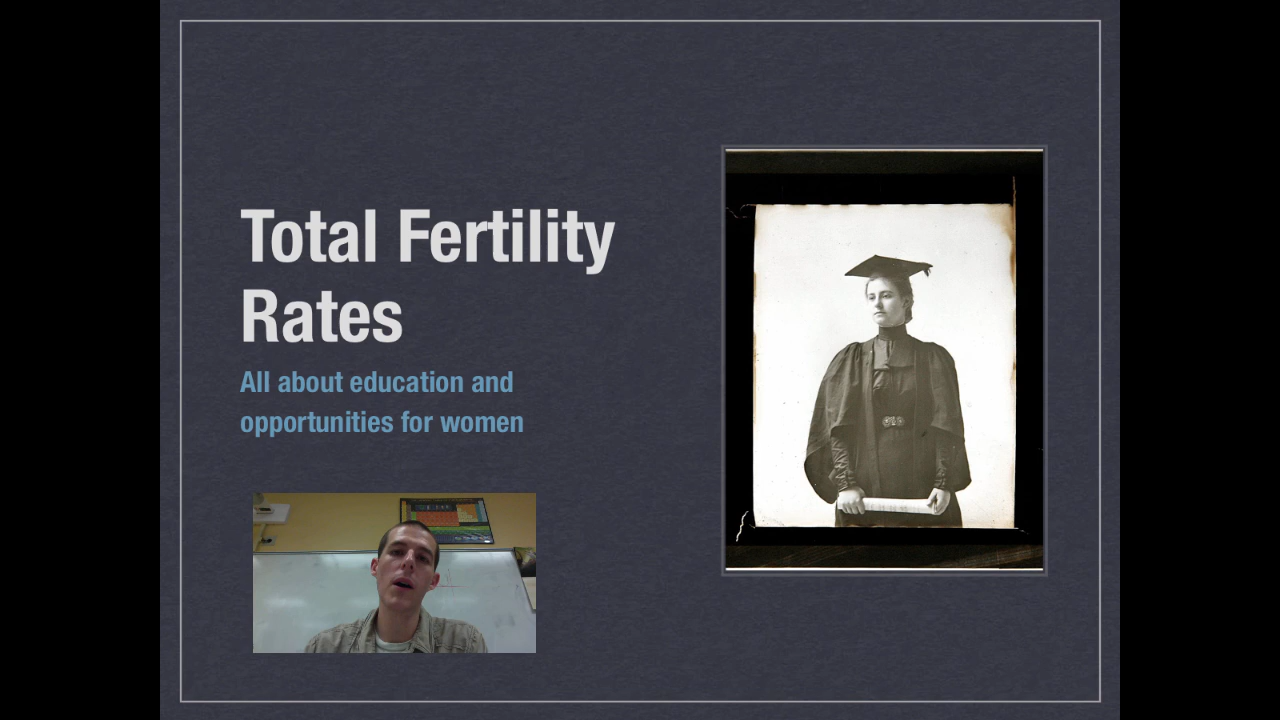 Total Fertility
Rates
All about education and
opportunities for women